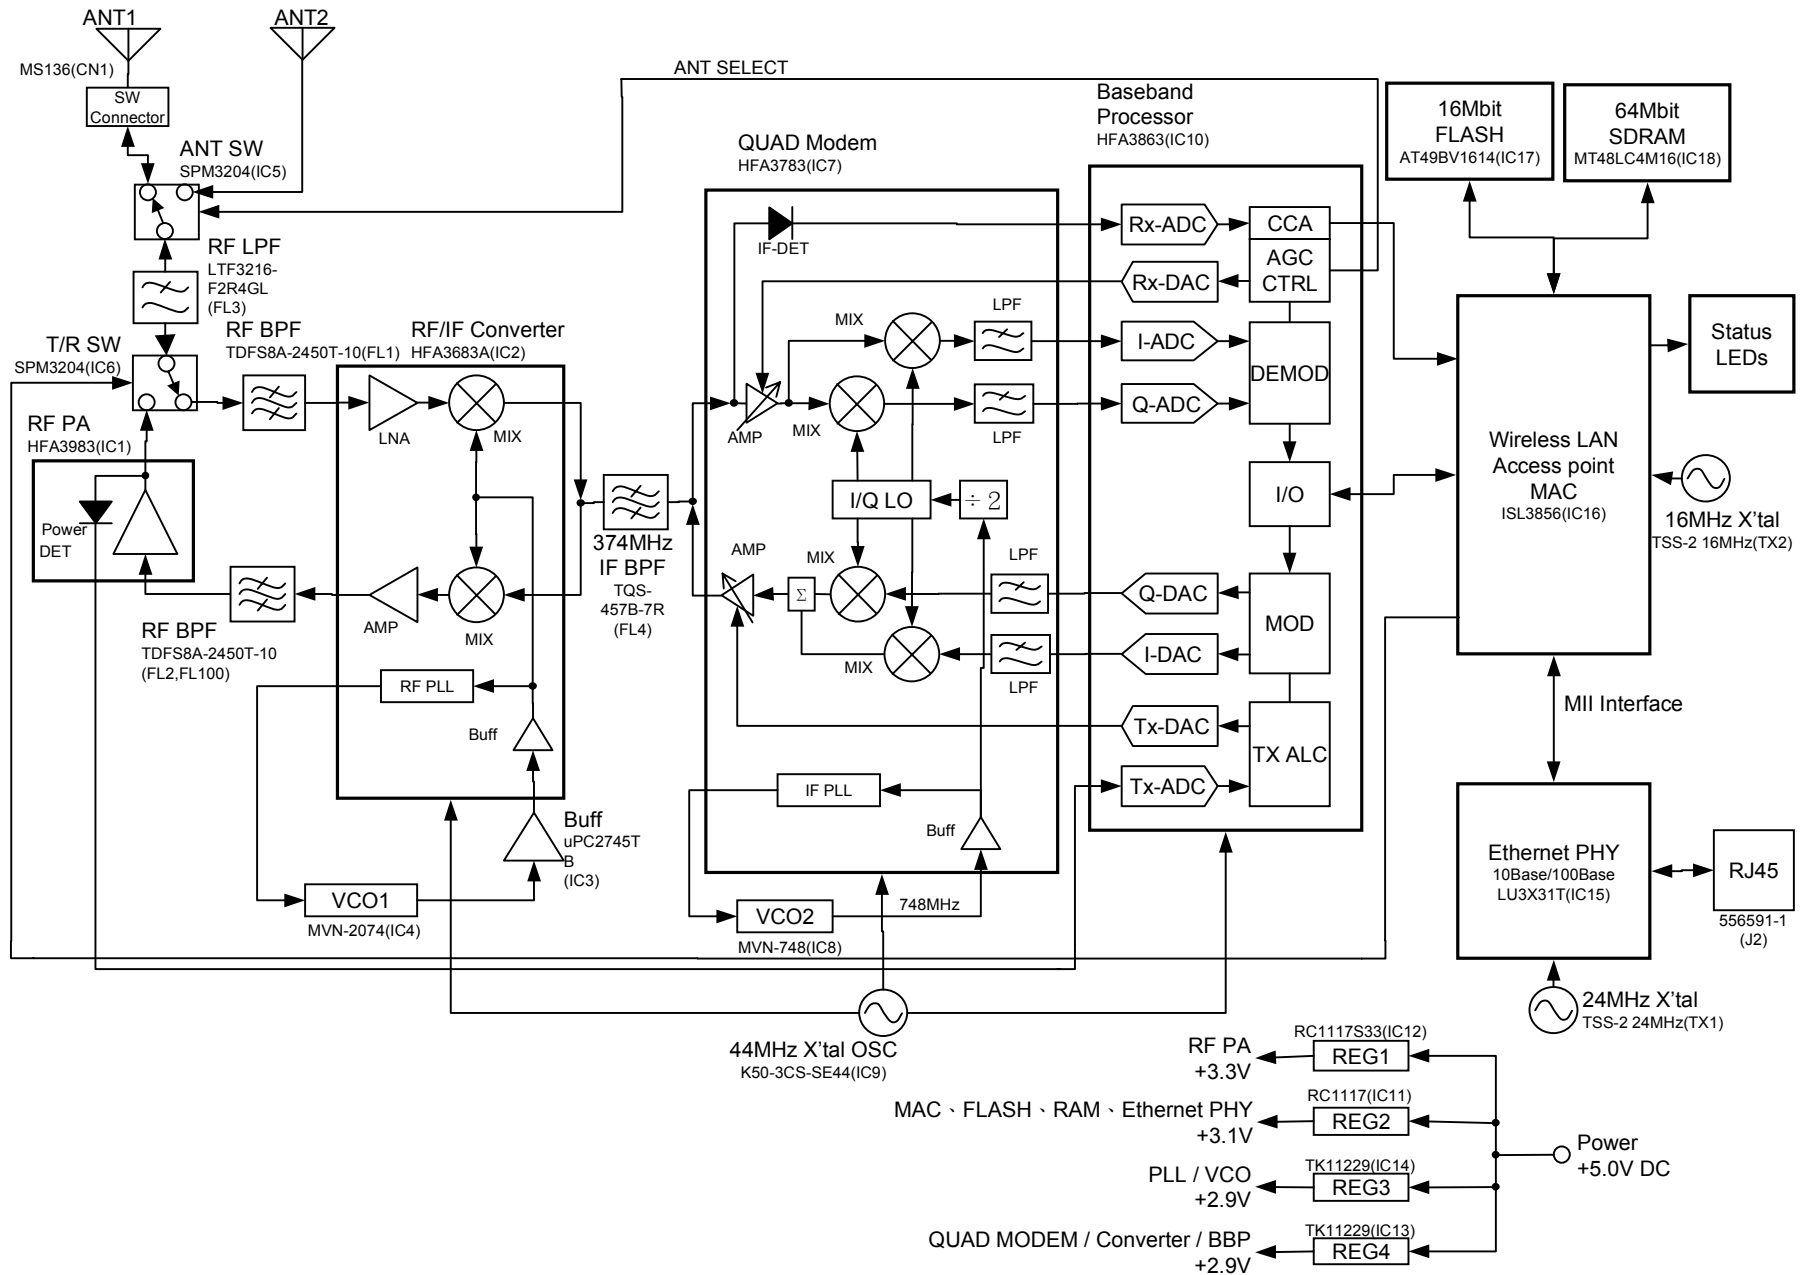 ANT1
ANT2
MS136(CN1)
SW
Connector
ANT SELECT
ANT SW
SPM3204(IC5)
RF LPF
LTF3216-
F2R4GL
(FL3)
T/R SW
SPM3204(IC6)
RF BPF
TDFS8A-2450T-10(FL1)
RF/IF Converter
HFA3683A(IC2)
LNA
MIX
RF PA
HFA3983(IC1)
Power
DET
RF BPF
TDFS8A-2450T-10
(FL2,FL100)
AMP
MIX
RF PLL
Buff
Buff
uPC2745T
B
(IC3)
VCO1
MVN-2074(IC4)
374MHz
IF BPF
TQS-
457B-7R
(FL4)
QUAD Modem
HFA3783(IC7)
IF-DET
MIX
LPF
AMP
MIX
LPF
I/Q LO
÷ 2
AMP
MIX
LPF
Σ
MIX
LPF
IF PLL
Buff
VCO2
748MHz
MVN-748(IC8)
Baseband
Processor
HFA3863(IC10)
Rx-ADC
CCA
Rx-DAC
AGC
CTRL
I-ADC
DEMOD
Q-ADC
I/O
Q-DAC
MOD
I-DAC
Tx-DAC
TX ALC
Tx-ADC
44MHz X'tal OSC
K50-3CS-SE44(IC9)
16Mbit
FLASH
AT49BV1614(IC17)
64Mbit
SDRAM
MT48LC4M16(IC18)
Wireless LAN
Access point
MAC
ISL3856(IC16)
Status
LEDs
16MHz X'tal
TSS-2 16MHz(TX2)
MII Interface
Ethernet PHY
10Base/100Base
LU3X31T(IC15)
RJ45
556591-1
(J2)
24MHz X'tal
TSS-2 24MHz(TX1)
RF PA
+3.3V
RC1117S33(IC12)
REG1
MAC、FLASH、RAM、Ethernet PHY
+3.1V
RC1117(IC11)
REG2
Power
+5.0V DC
PLL / VCO
+2.9V
TK11229(IC14)
REG3
QUAD MODEM / Converter / BBP
+2.9V
TK11229(IC13)
REG4